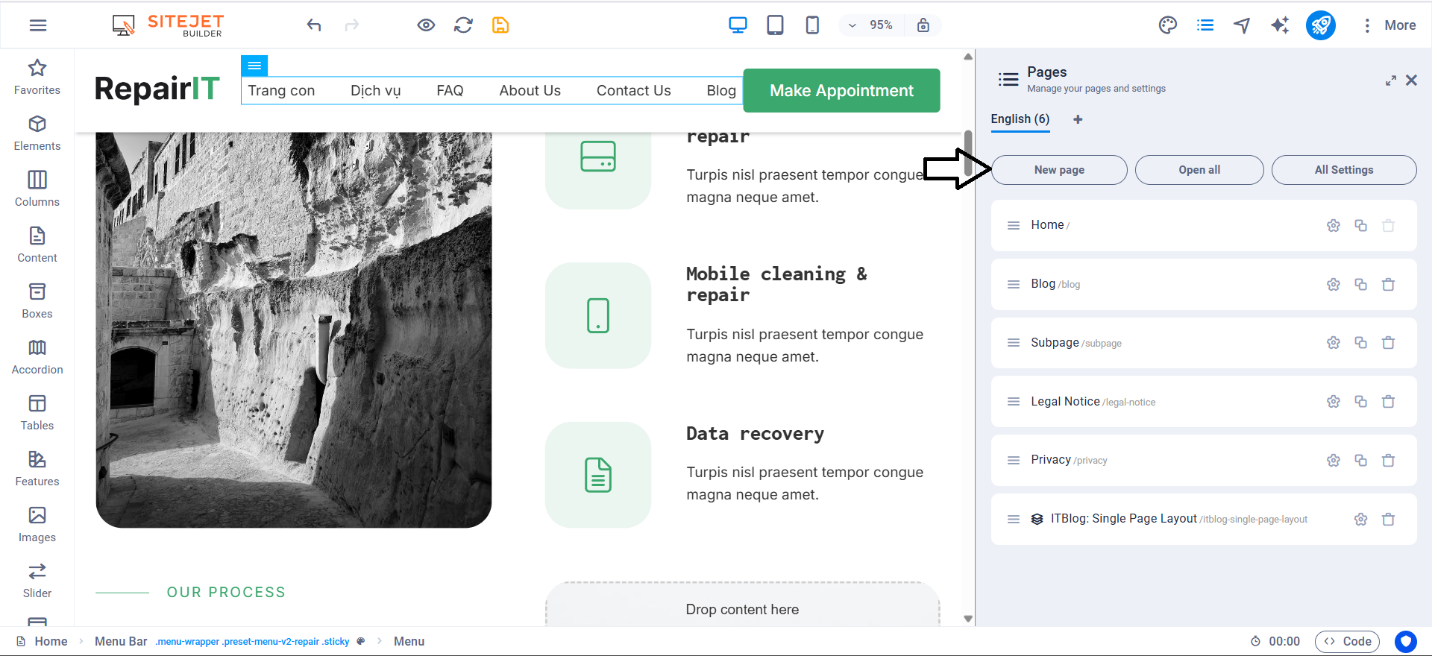 SITEJET
BUILDER
95%
More
Favorites
Elements
Columns
Content
Boxes
Accordion
Tables
Features
Images
Slider
RepairIT
Trang con Dịch vụ FAQ About Us Contact Us Blog
Make Appointment
repair
Turpis nisl praesent tempor congue
magna neque amet.
Mobile cleaning &
repair
Turpis nisl praesent tempor congue
magna neque amet.
Data recovery
Turpis nisl praesent tempor congue
magna neque amet.
OUR PROCESS
Drop content here
Pages
Manage your pages and settings
English (6) +
New page Open all All Settings
Home /
Blog /blog
Subpage /subpage
Legal Notice /legal-notice
Privacy /privacy
ITBlog: Single Page Layout /itblog-single-page-layout
Home > Menu Bar .menu-wrapper .preset-menu-v2-repair .sticky > Menu
00:00
<> Code